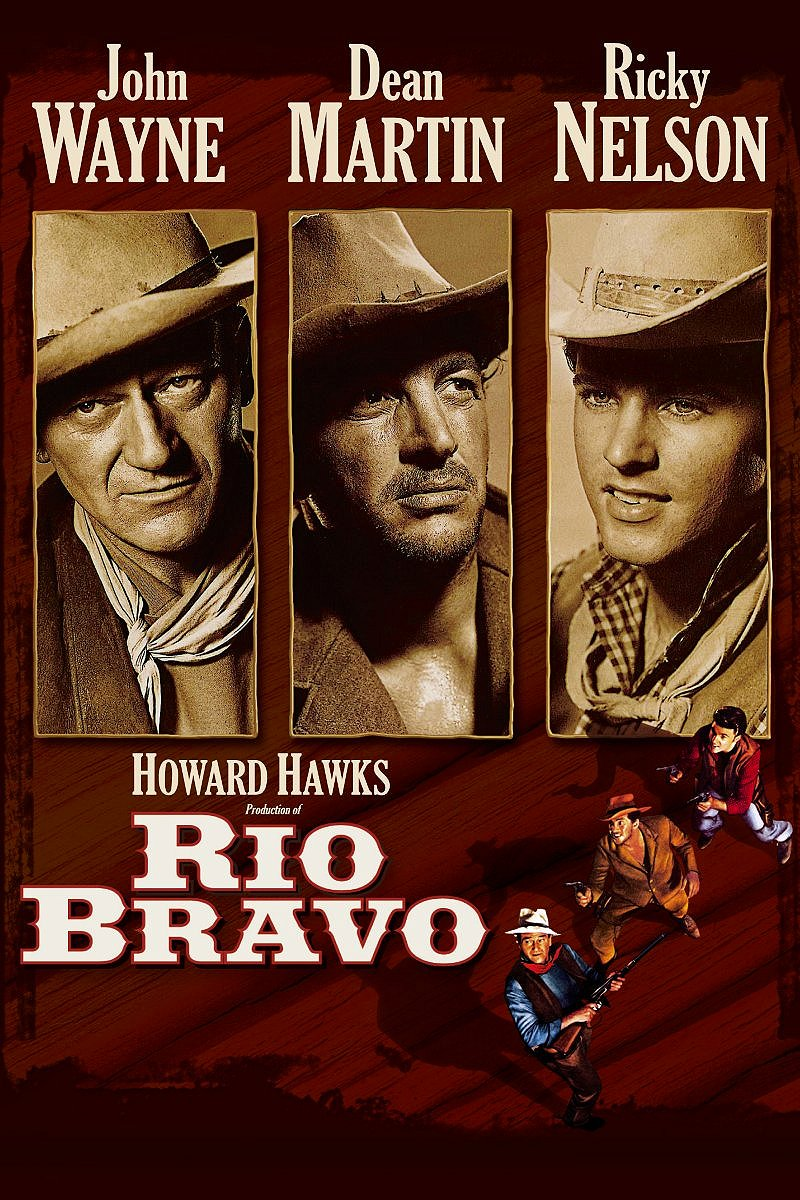 John Dean Ricky
WAYNE MARTIN NELSON
HOWARD HAWKS
Production of
RIO
BRAVO